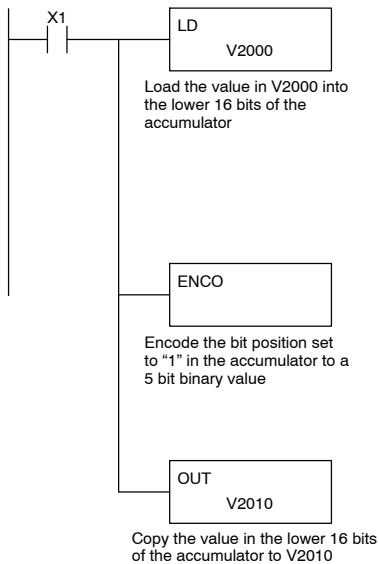 X1
LD
V2000
Load the value in V2000 into
the lower 16 bits of the
accumulator
ENCO
Encode the bit position set
to “1” in the accumulator to a
5 bit binary value
OUT
V2010
Copy the value in the lower 16 bits
of the accumulator to V2010